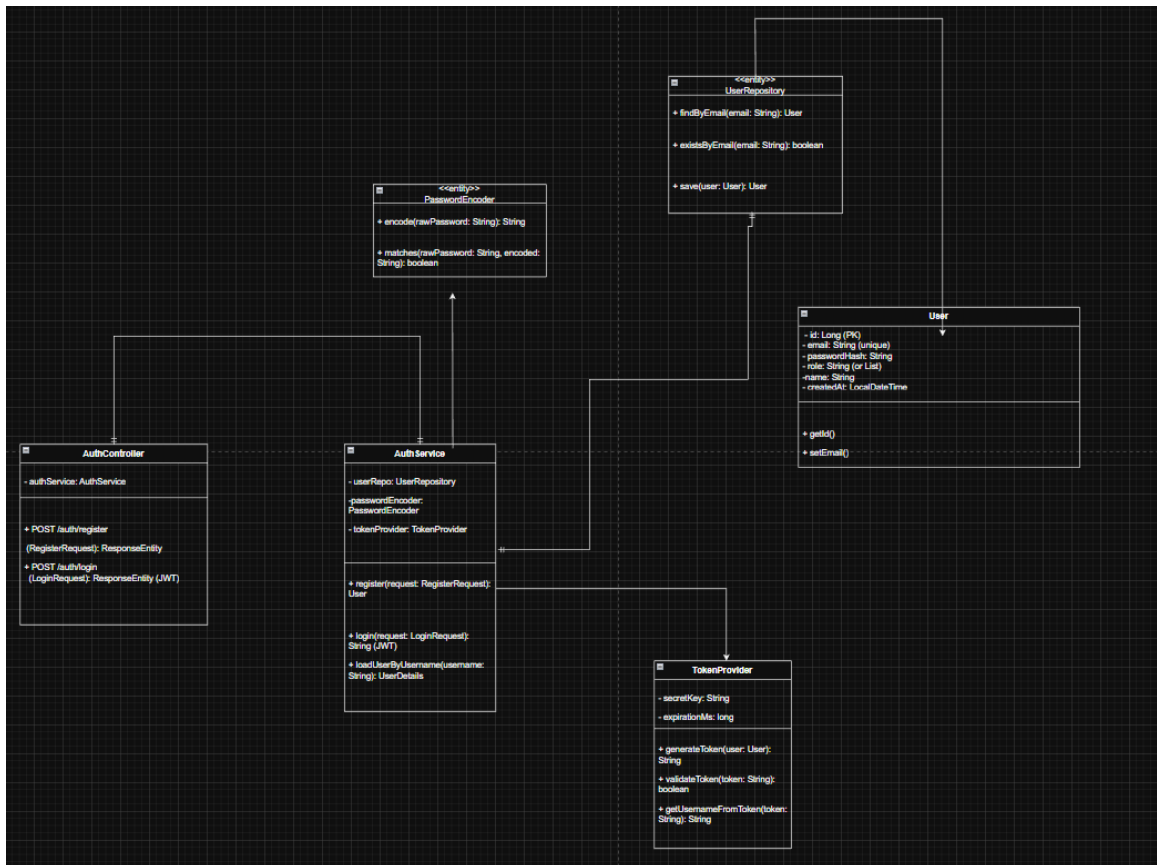 <<entity>>
UserRepository
+ findByEmail(email: String): User
+ existsByEmail(email: String): boolean
+ save(user: User): User
<<entity>>
PasswordEncoder
+ encode(rawPassword: String): String
+ matches(rawPassword: String, encoded:
String): boolean
User
- id: Long (PK)
- email: String (unique)
- passwordHash: String
- role: String (or List)
-name: String
- createdAt: LocalDateTime
+ getId()
+ setEmail()
AuthController
- authService: AuthService
+ POST /auth/register
(RegisterRequest): ResponseEntity
+ POST /auth/login
(LoginRequest): ResponseEntity (JWT)
AuthService
- userRepo: UserRepository
-passwordEncoder:
PasswordEncoder
- tokenProvider: TokenProvider
+ register(request: RegisterRequest):
User
+ login(request: LoginRequest):
String (JWT)
+ loadUserByUsername(username:
String): UserDetails
TokenProvider
- secretKey: String
- expirationMs: long
+ generateToken(user: User):
String
+ validateToken(token: String):
boolean
+ getUsernameFromToken(token:
String): String